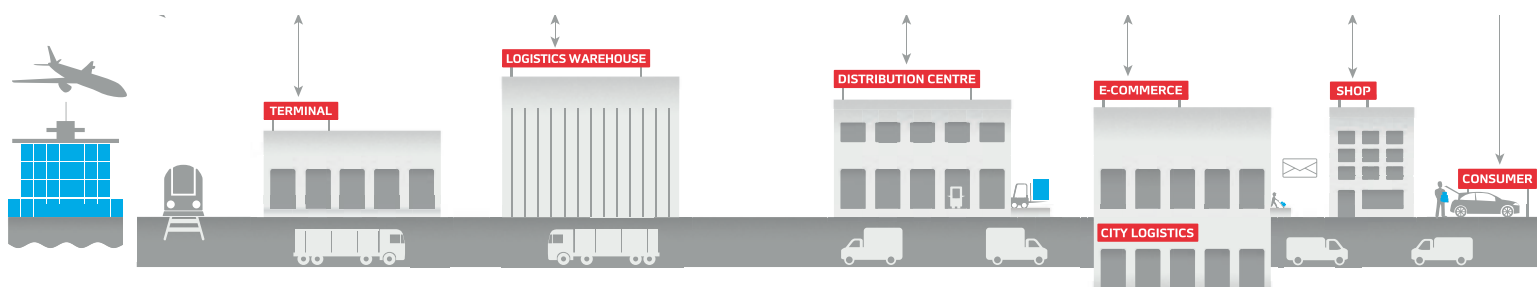 TERMINAL
LOGISTICS WAREHOUSE
DISTRIBUTION CENTRE
E-COMMERCE
SHOP
CONSUMER
CITY LOGISTICS